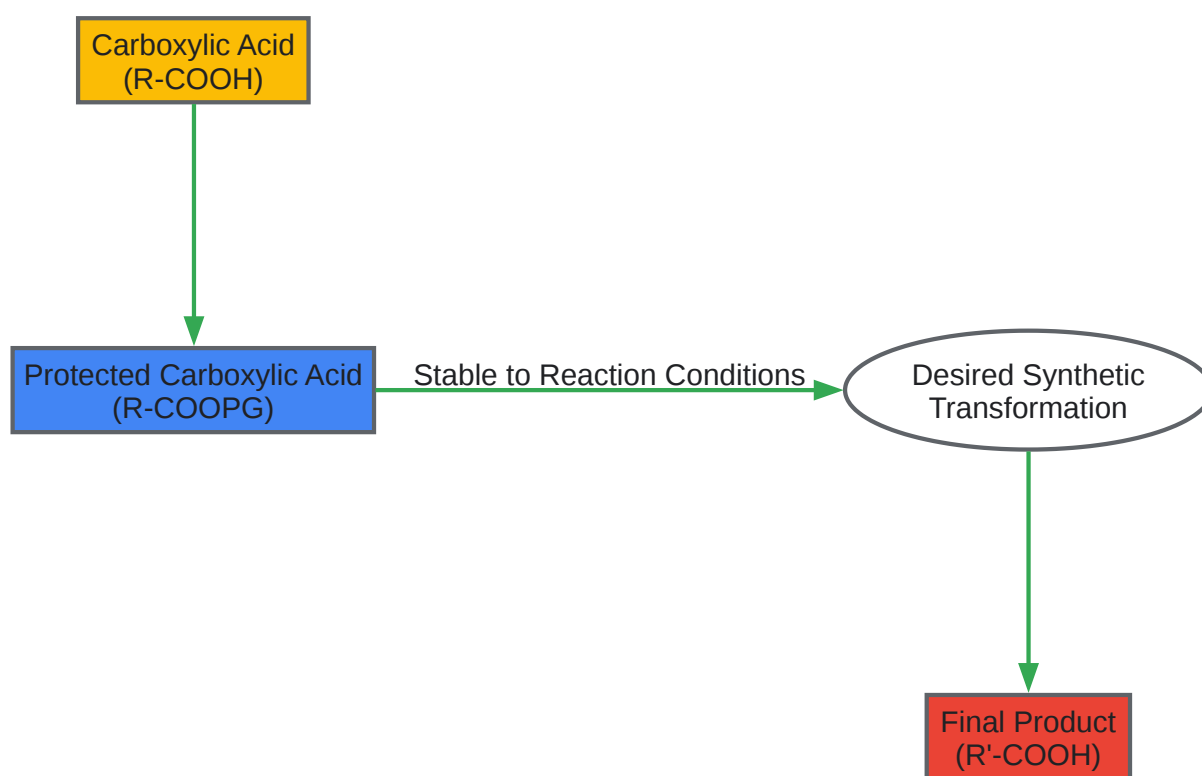 Carboxylic Acid
(R-COOH)
Protected Carboxylic Acid
(R-COOPG)
Stable to Reaction Conditions
Desired Synthetic
Transformation
Final Product
(R'-COOH)